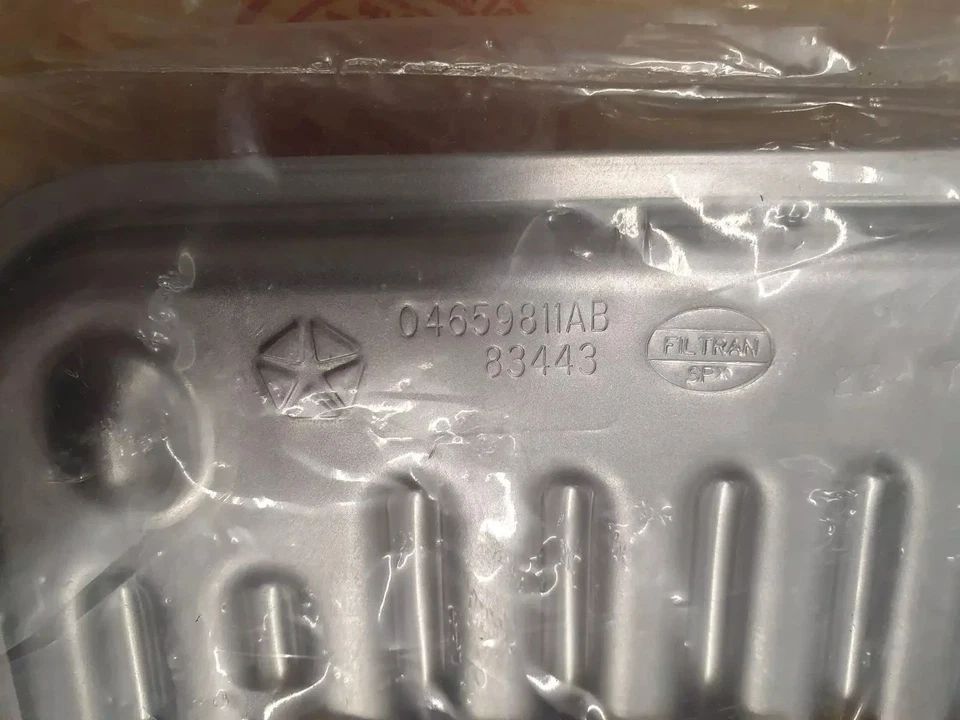 04659811AB
83443
FILTRAN
SPX